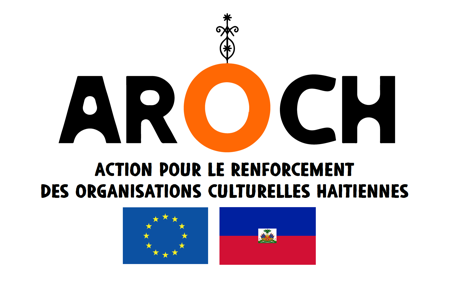 AROCH
ACTION POUR LE RENFORCEMENT
DES ORGANISATIONS CULTURELLES HAITIENNES